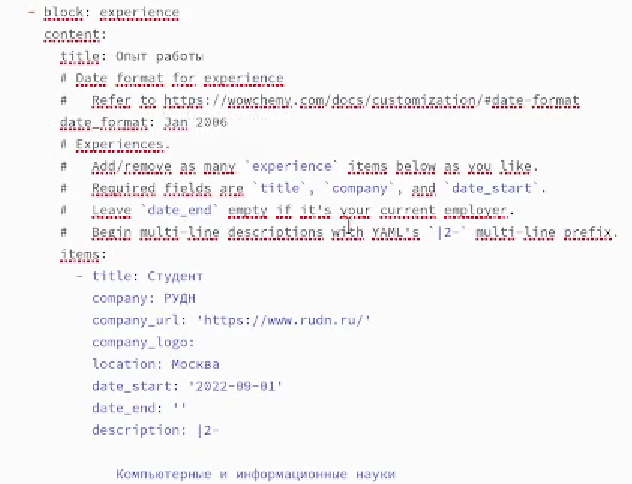 - block: experience
content:
title: Опыт работы
# Date format for experience
# Refer to https://wowchemy.com/docs/customization/#date-format
date_format: Jan 2006
# Experiences.
# Add/remove as many `experience` items below as you like.
# Required fields are `title`, `company`, and `date_start`.
# Leave `date_end` empty if it's your current employer.
# Begin multi-line descriptions with YAML's `|2-` multi-line prefix.
items:
- title: Студент
company: РУДН
company_url: 'https://www.rudn.ru/'
company_logo:
location: Москва
date_start: '2022-09-01'
date_end: ''
description: |2-
Компьютерные и информационные науки